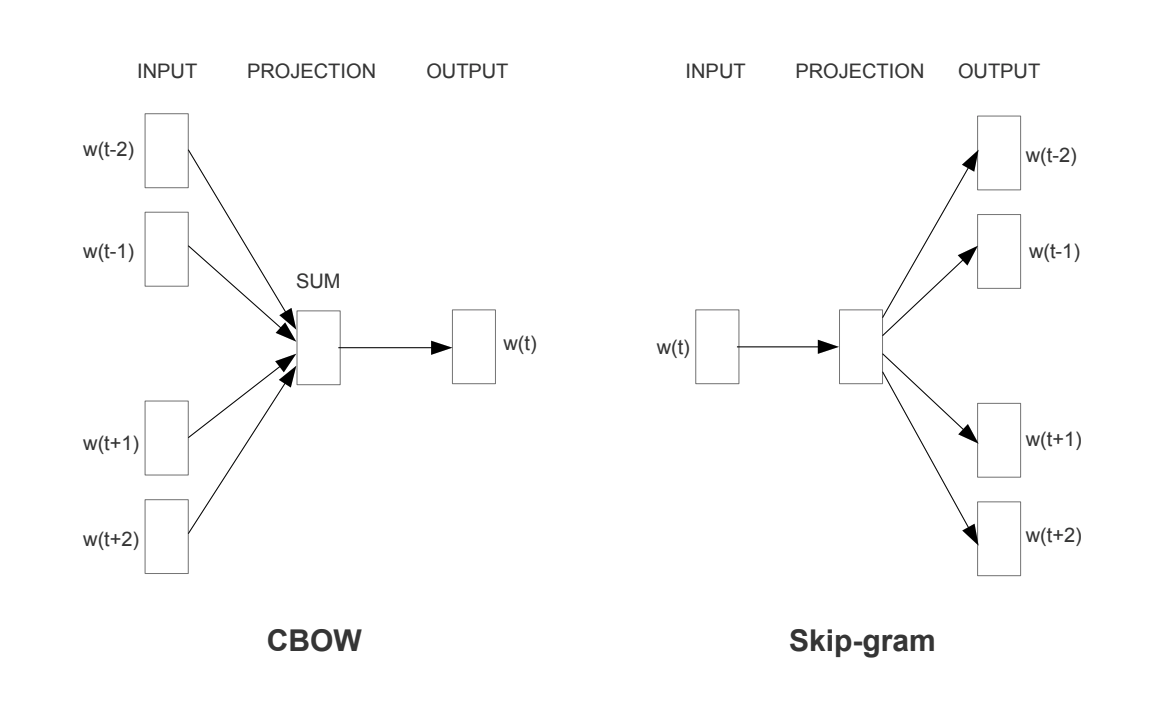 INPUT PROJECTION OUTPUT
w(t-2)
w(t-1)
SUM
w(t)
w(t+1)
w(t+2)
CBOW
INPUT PROJECTION OUTPUT
w(t-2)
w(t-1)
w(t)
w(t+1)
w(t+2)
Skip-gram